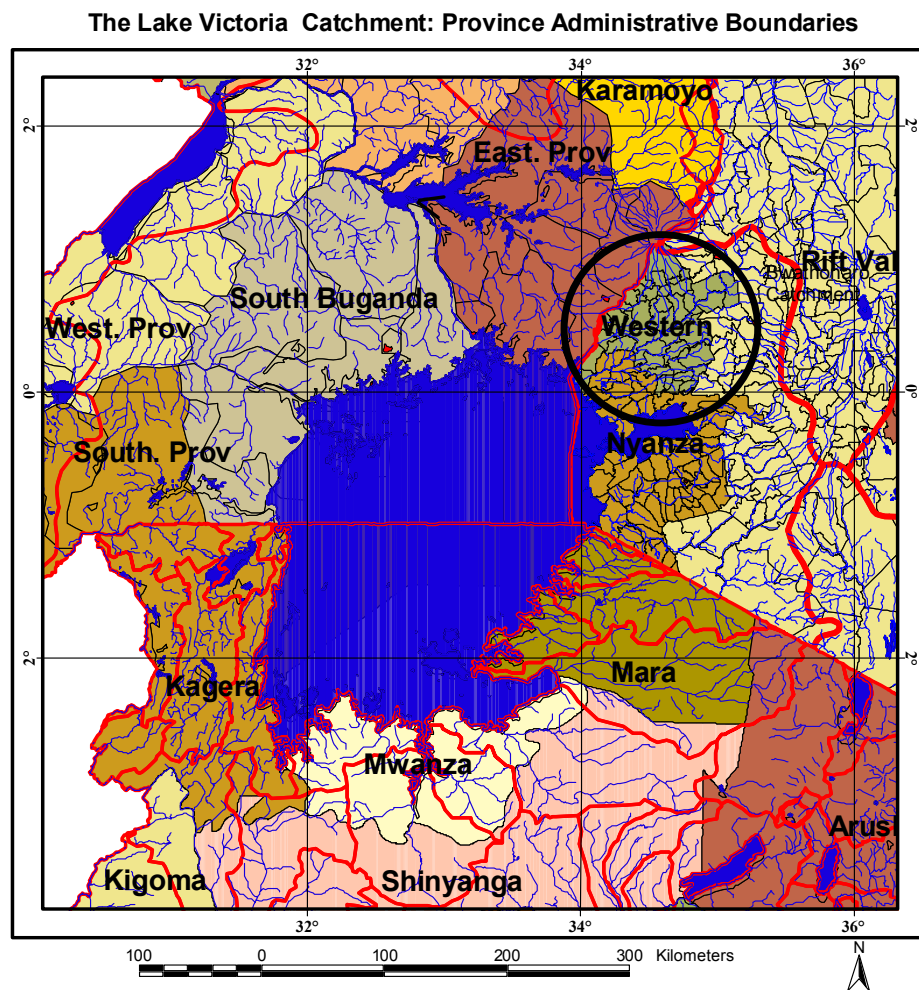 The Lake Victoria  Catchment: Province Administrative Boundaries
32° 34° 36°
Karamoyo
2° 2°
East. Prov
Rift Val
Bwathonaro
Catchment
South Buganda
West. Prov
Western
0° 0°
Nyanza
South. Prov
2° 2°
Mara
Kagera
Mwanza
Arusi
Kigoma
Shinyanga
32° 34° 36°
100 0 100 200 300 Kilometers
N